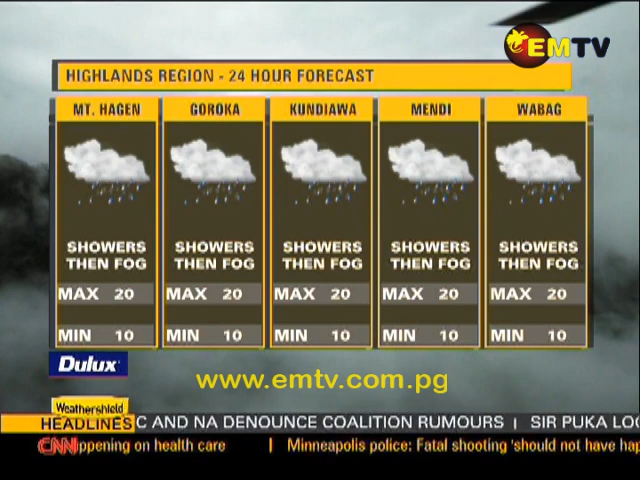 EMTV
HIGHLANDS REGION - 24 HOUR FORECAST
MT. HAGEN GOROKA KUNDIAWA MENDI WABAG
SHOWERS SHOWERS SHOWERS SHOWERS SHOWERS
THEN FOG THEN FOG THEN FOG THEN FOG THEN FOG
MAX 20 MAX 20 MAX 20 MAX 20 MAX 20
MIN 10 MIN 10 MIN 10 MIN 10 MIN 10
Dulux
www.emtv.com.pg
Weathershield
HEADLINES C AND NA DENOUNCE COALITION RUMOURS | SIR PUKA LO
CNN ppening on health care | Minneapolis police: Fatal shooting 'should not have hap